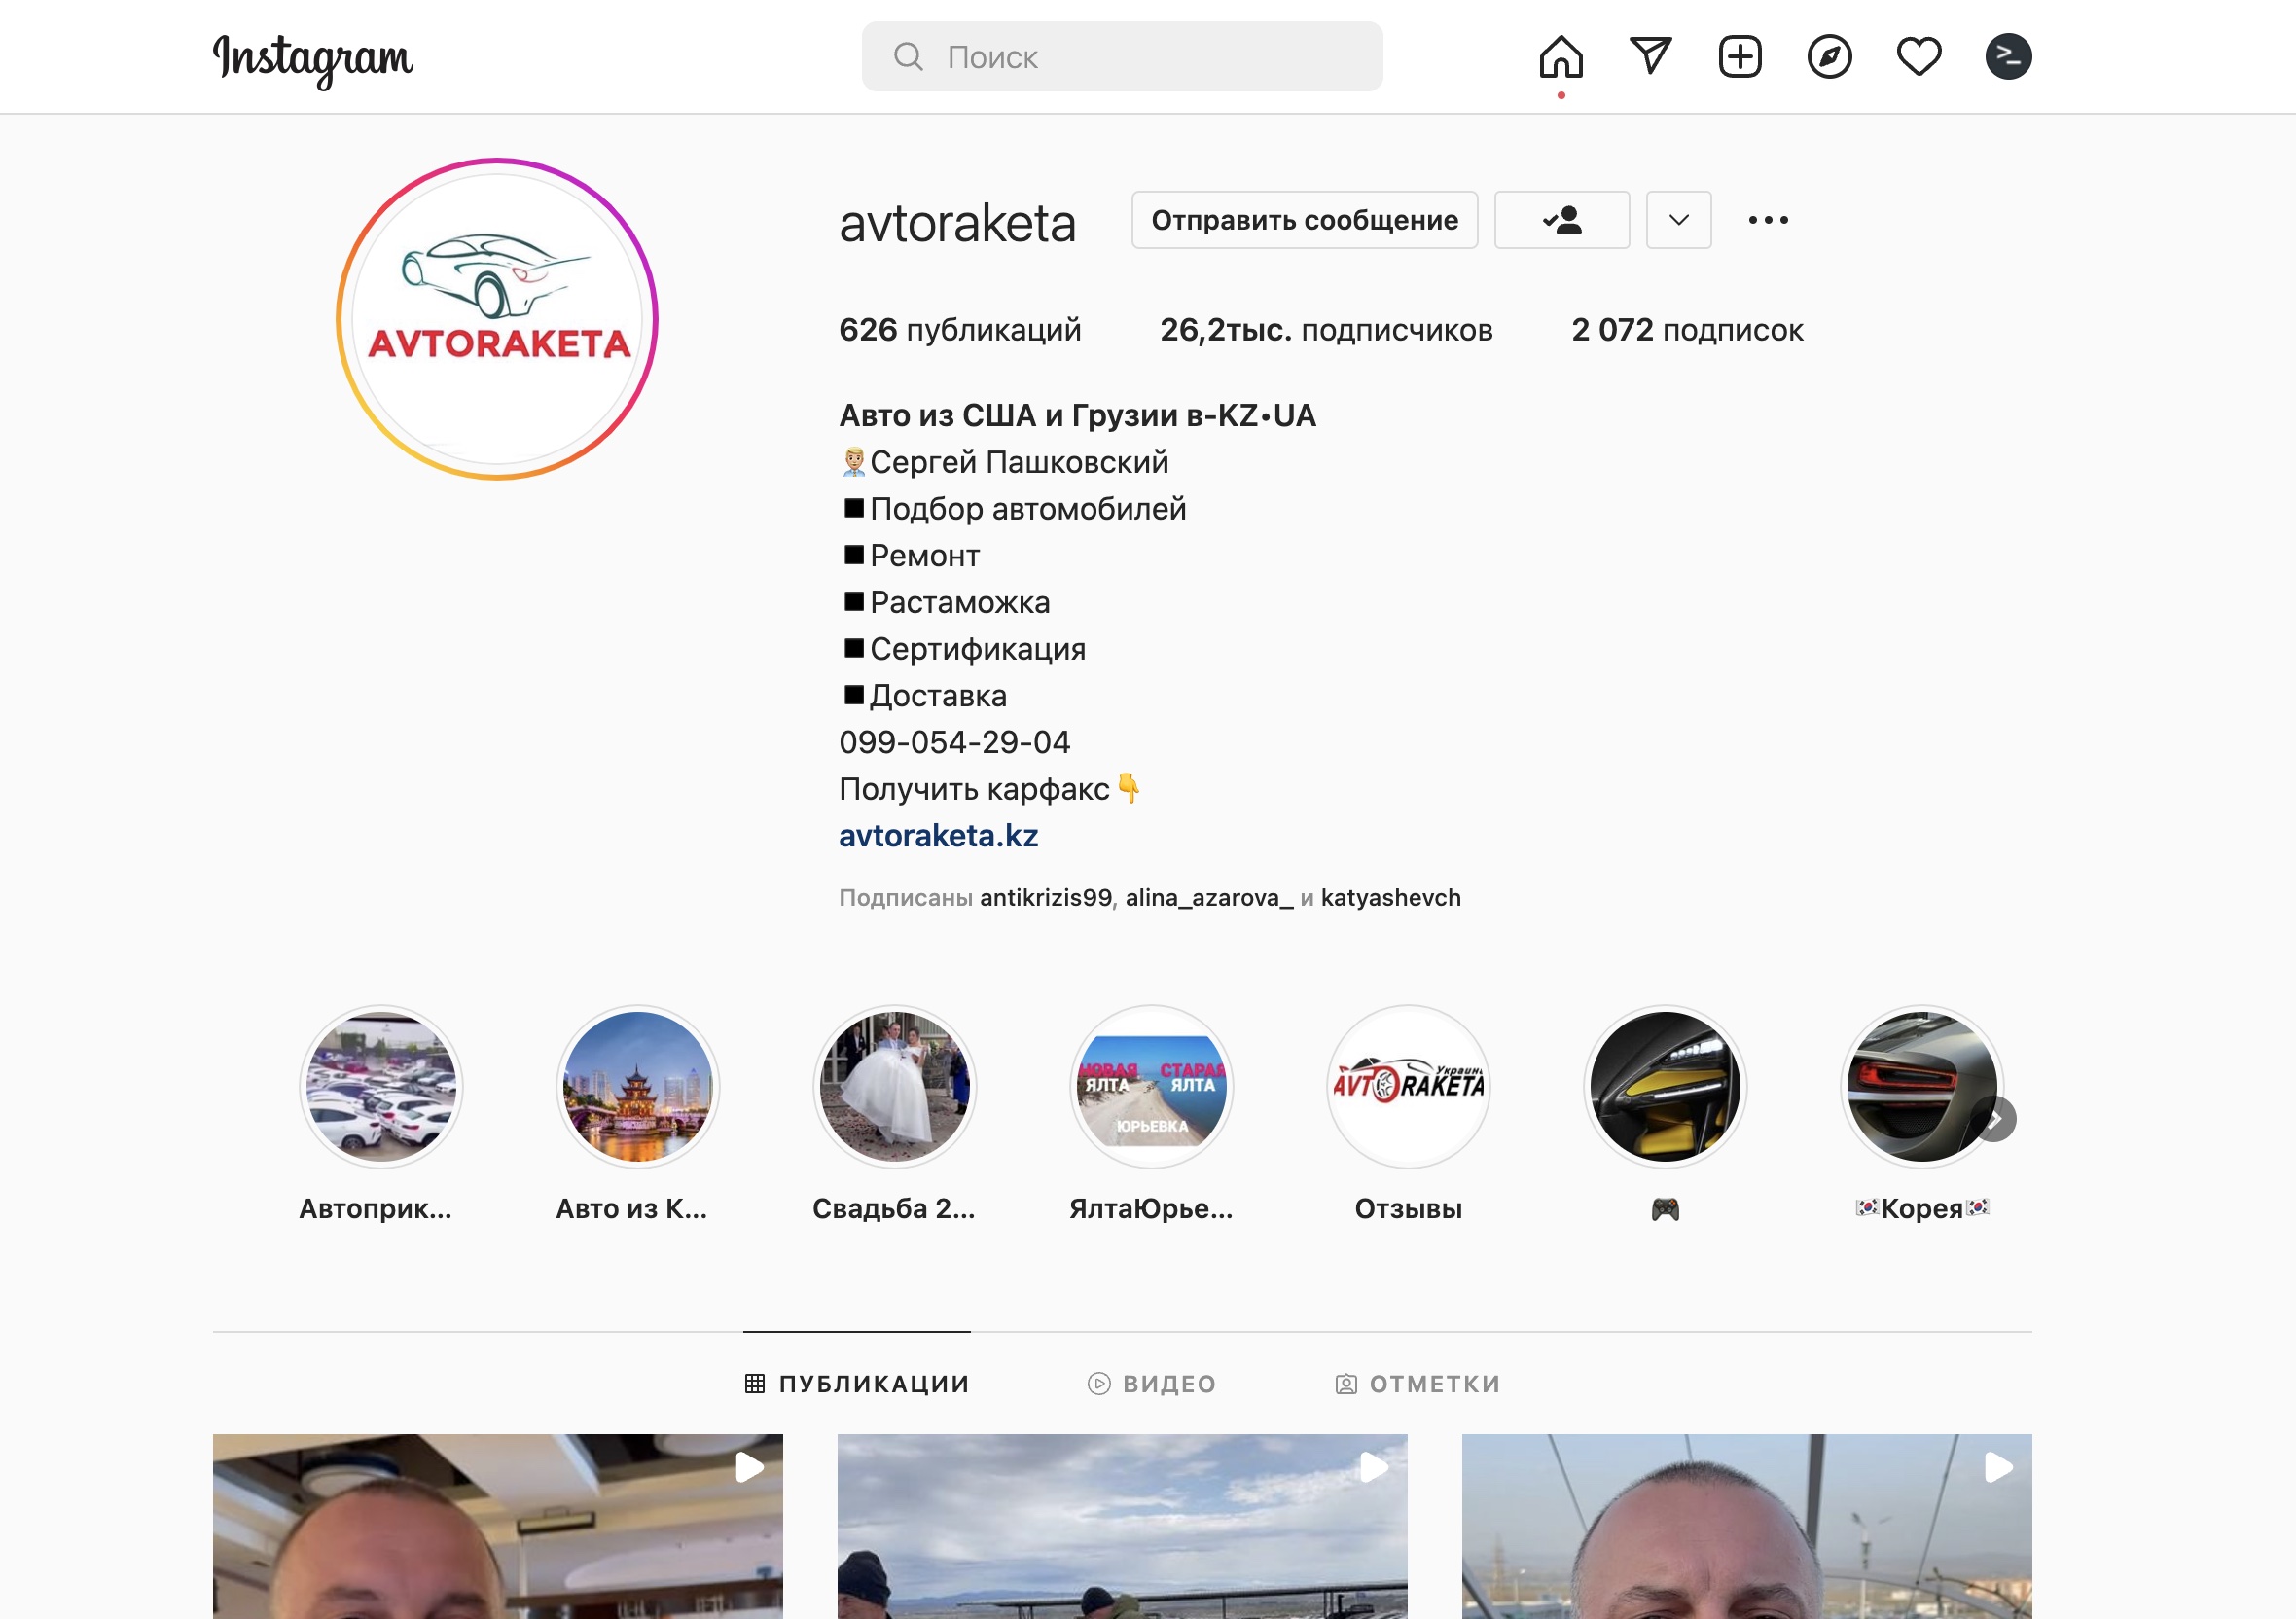 Instagram
Поиск
AVTORAKETA
avtoraketa
Отправить сообщение
626 публикаций 26,2тыс. подписчиков 2 072 подписок
Авто из США и Грузии в-KZ•UA
Сергей Пашковский
Подбор автомобилей
Ремонт
Растаможка
Сертификация
Доставка
099-054-29-04
Получить карфакс
avtoraketa.kz
Подписаны antikrizis99, alina_azarova_ и katyashevch
НОВАЯ СТАРАЯ
ЯЛТА ЯЛТА
ЮРЬЕВКА
AVTORAKETA
Автоприк... Авто из К... Свадьба 2... ЯлтаЮрье... Отзывы Корея
ПУБЛИКАЦИИ ВИДЕО ОТМЕТКИ